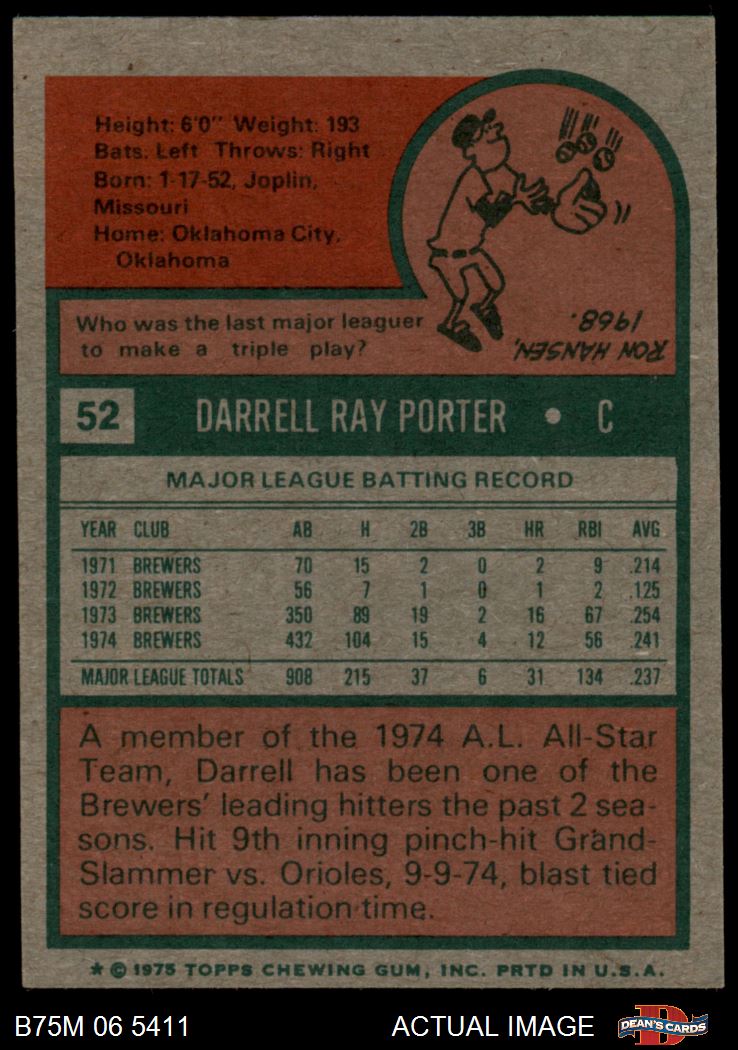 Height: 6'0" Weight: 193
Bats: Left Throws: Right
Born: 1-17-52, Joplin,
Missouri
Home: Oklahoma City,
Oklahoma
Who was the last major leaguer
to make a triple play?
RON HANSEN,
1968.
52 DARRELL RAY PORTER • C
MAJOR LEAGUE BATTING RECORD
YEAR CLUB AB H 2B 3B HR RBI AVG
1971 BREWERS 70 15 2 0 2 9 .214
1972 BREWERS 56 7 1 0 1 2 .125
1973 BREWERS 350 89 19 2 16 67 .254
1974 BREWERS 432 104 15 4 12 56 .241
MAJOR LEAGUE TOTALS 908 215 37 6 31 134 .237
A member of the 1974 A.L. All-Star
Team, Darrell has been one of the
Brewers' leading hitters the past 2 sea-
sons. Hit 9th inning pinch-hit Grand-
Slammer vs. Orioles, 9-9-74, blast tied
score in regulation time.
★ © 1975 TOPPS CHEWING GUM, INC. PRTD IN U.S.A.
B75M 06 5411 ACTUAL IMAGE DEAN'S CARDS